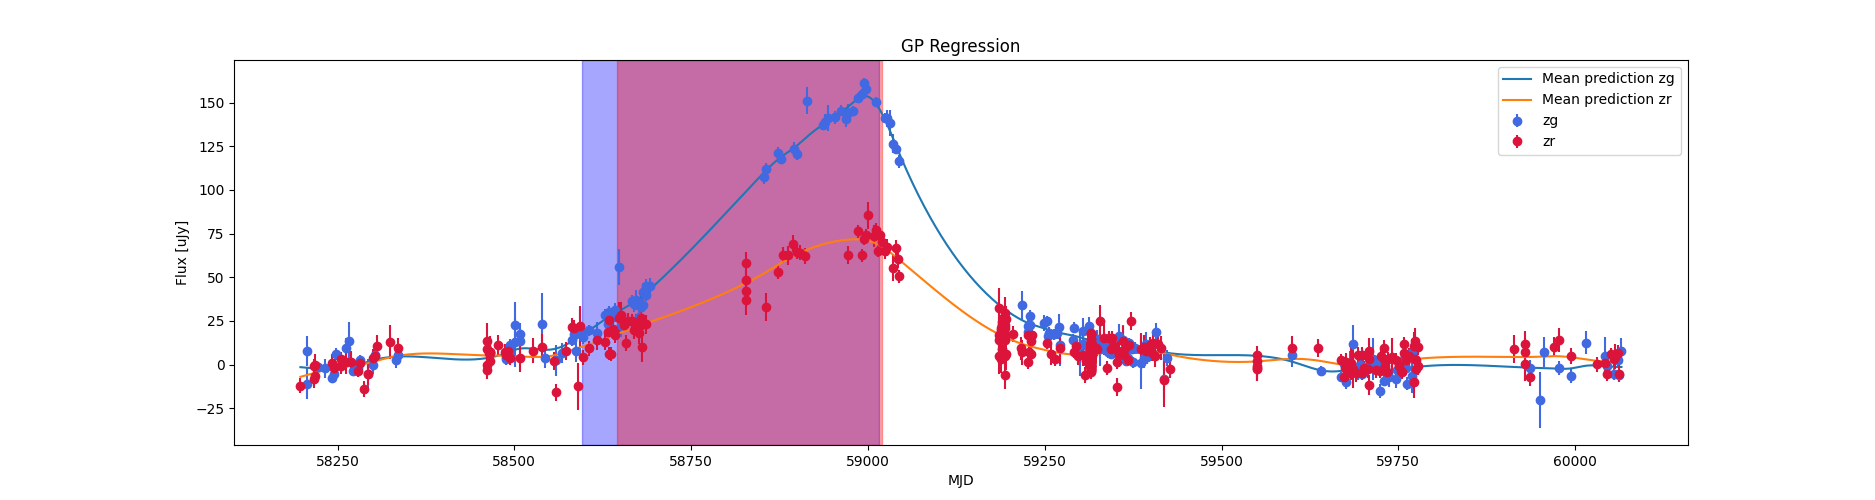 GP Regression
Mean prediction zg
Mean prediction zr
zg
zr
Flux [uJy]
150
125
100
75
50
25
0
−25
58250 58500 58750 59000 59250 59500 59750 60000
MJD